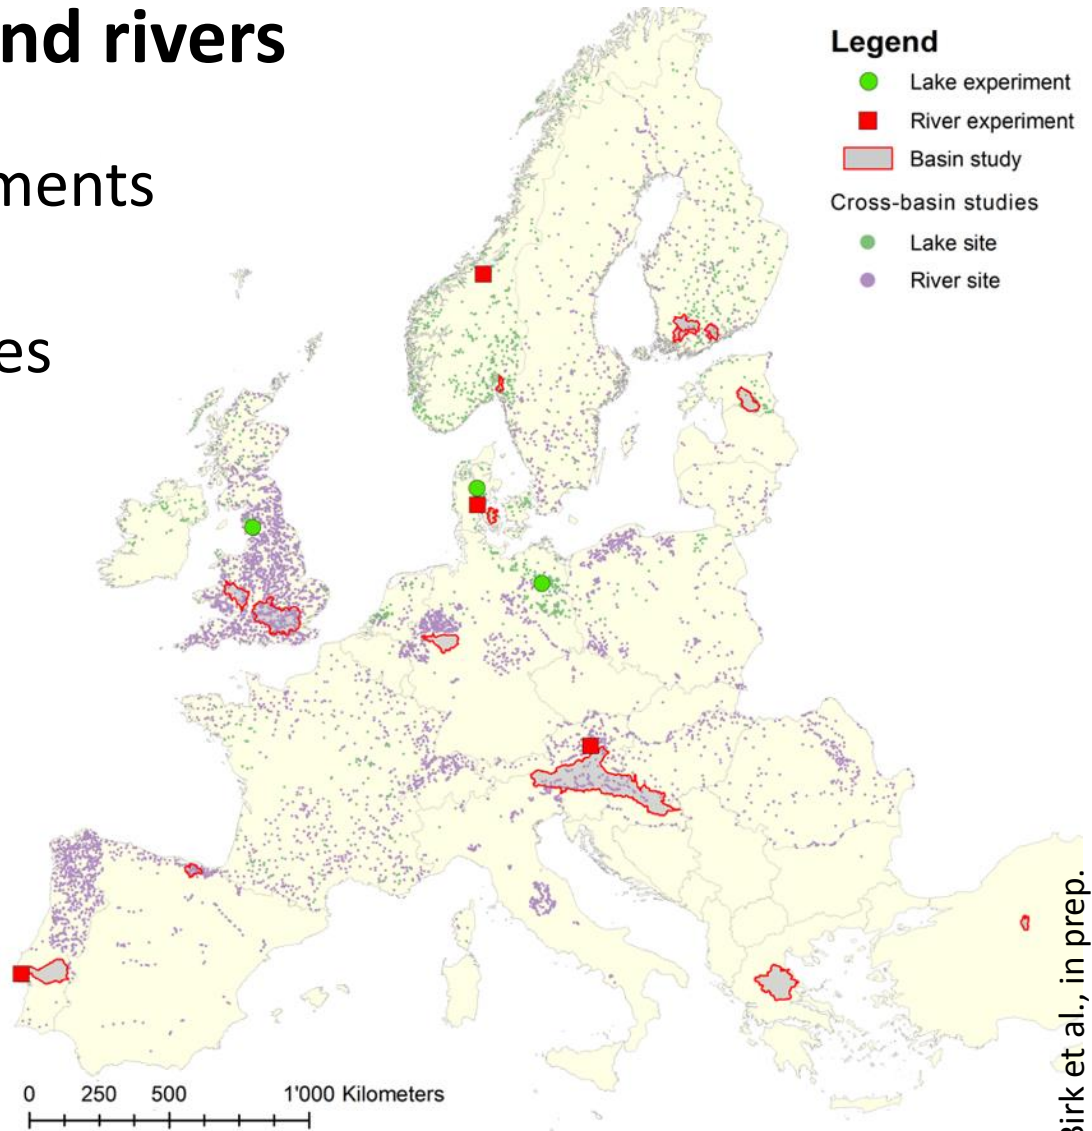 nd rivers
ments
es
Legend
Lake experiment
River experiment
Basin study
Cross-basin studies
Lake site
River site
0 250 500 1'000 Kilometers
Birk et al., in prep.